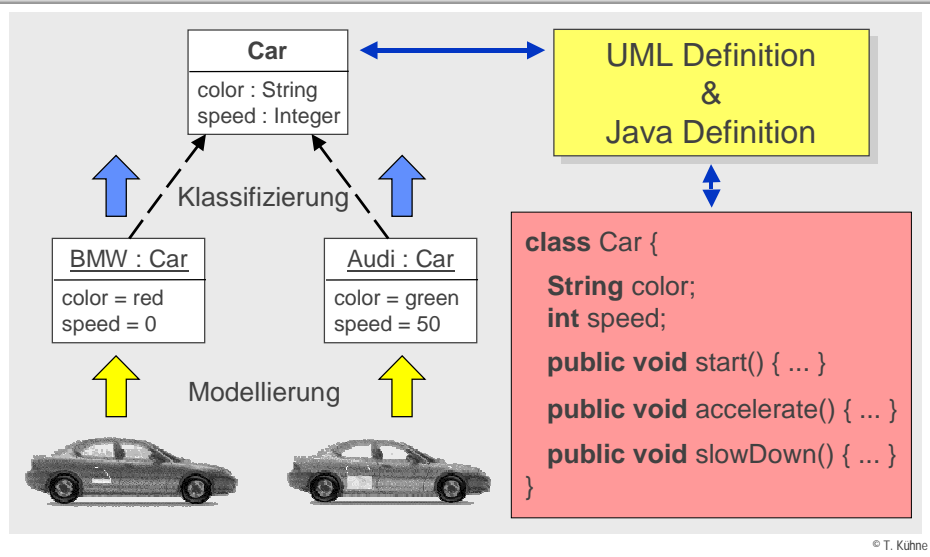 Car
color : String
speed : Integer
UML Definition
&
Java Definition
Klassifizierung
BMW : Car
color = red
speed = 0
Audi : Car
color = green
speed = 50
Modellierung
class Car {
String color;
int speed;
public void start() { ... }
public void accelerate() { ... }
public void slowDown() { ... }
}
© T. Kühne